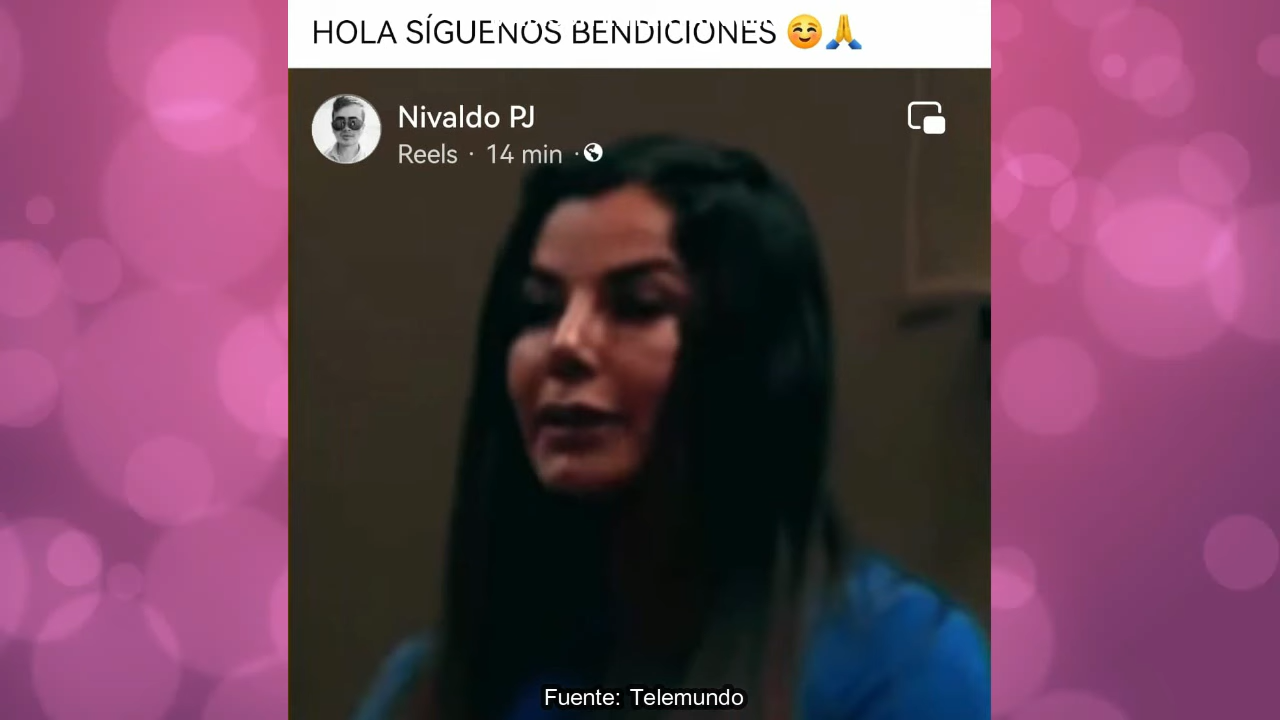 HOLA SÍGUENOS BENDICIONES ☺️🙏
Nivaldo PJ
Reels · 14 min ·
Fuente: Telemundo